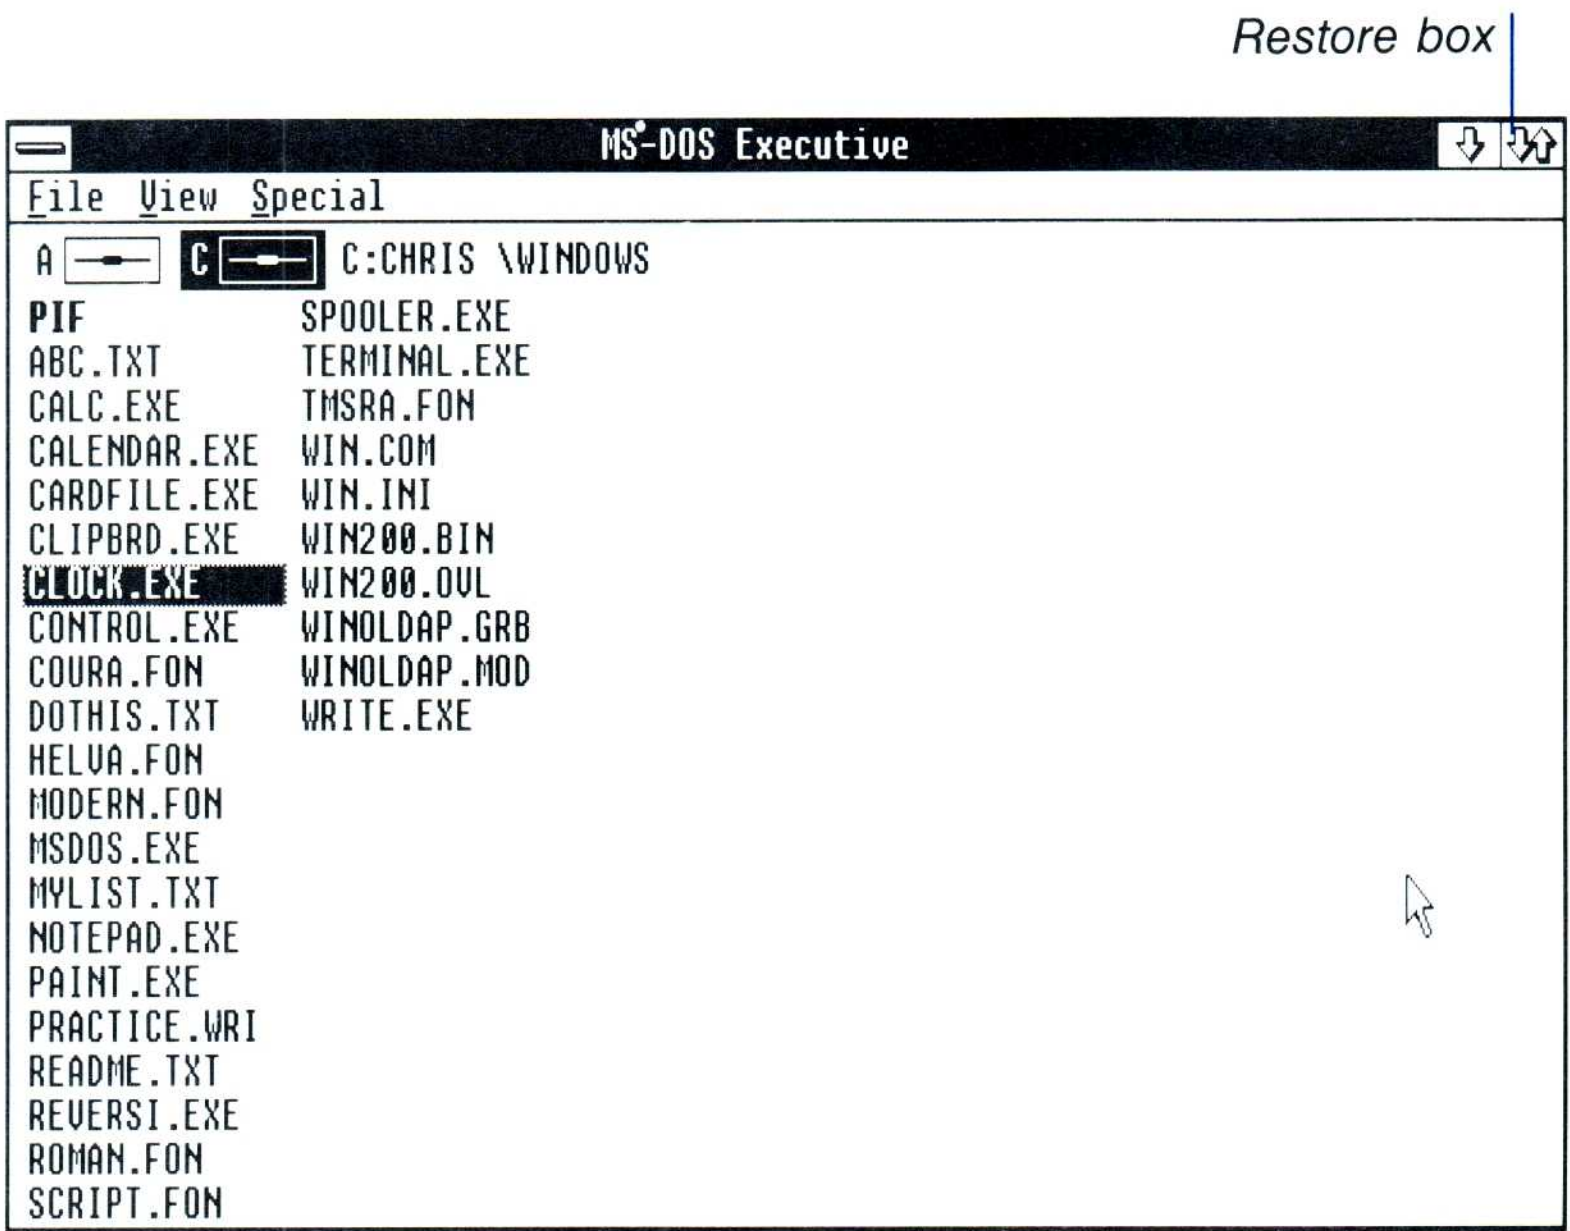 Restore box
MS-DOS Executive
File View Special
A C C:CHRIS \WINDOWS
PIF SPOOLER.EXE
ABC.TXT TERMINAL.EXE
CALC.EXE TMSRA.FON
CALENDAR.EXE WIN.COM
CARDFILE.EXE WIN.INI
CLIPBRD.EXE WIN200.BIN
CLOCK.EXE WIN200.OVL
CONTROL.EXE WINOLDAP.GRB
COURA.FON WINOLDAP.MOD
DOTHIS.TXT WRITE.EXE
HELVA.FON
MODERN.FON
MSDOS.EXE
MYLIST.TXT
NOTEPAD.EXE
PAINT.EXE
PRACTICE.WRI
README.TXT
REVERSI.EXE
ROMAN.FON
SCRIPT.FON